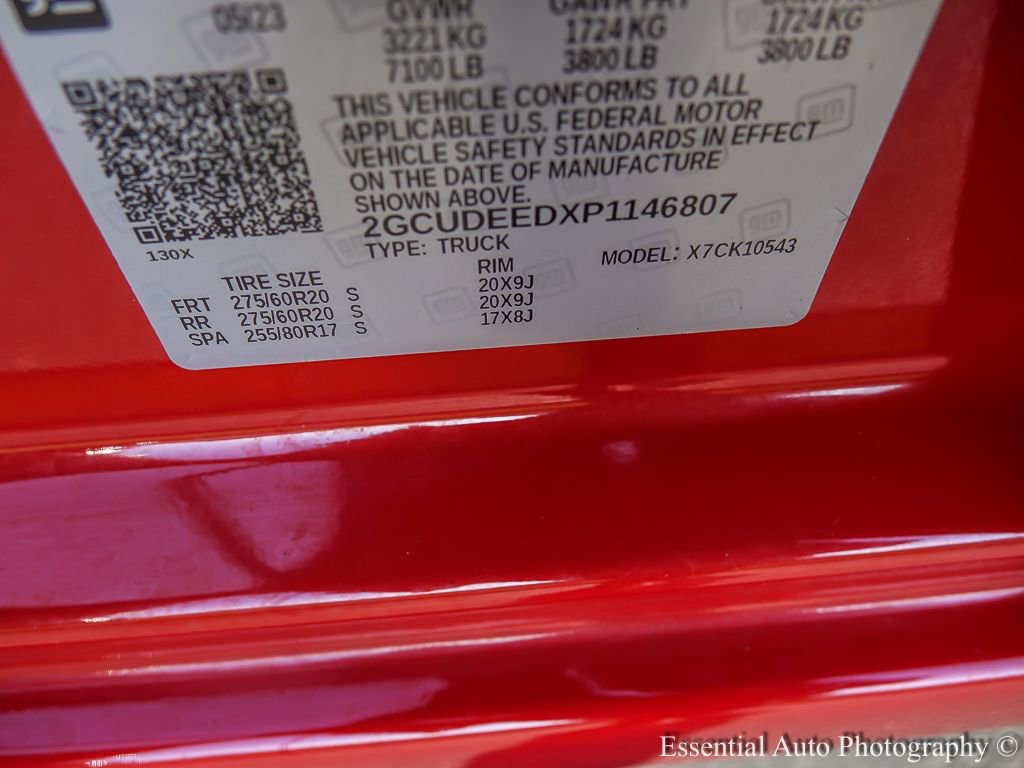 05/23 GVWR GAWR FRT
3221 KG 1724 KG 1724 KG
7100 LB 3800 LB 3800 LB
THIS VEHICLE CONFORMS TO ALL
APPLICABLE U.S. FEDERAL MOTOR
VEHICLE SAFETY STANDARDS IN EFFECT
ON THE DATE OF MANUFACTURE
SHOWN ABOVE.
2GCUDEEDXP1146807
130X TYPE: TRUCK MODEL: X7CK10543
TIRE SIZE RIM
FRT 275/60R20 S 20X9J
RR 275/60R20 S 20X9J
SPA 255/80R17 S 17X8J
Essential Auto Photography ©